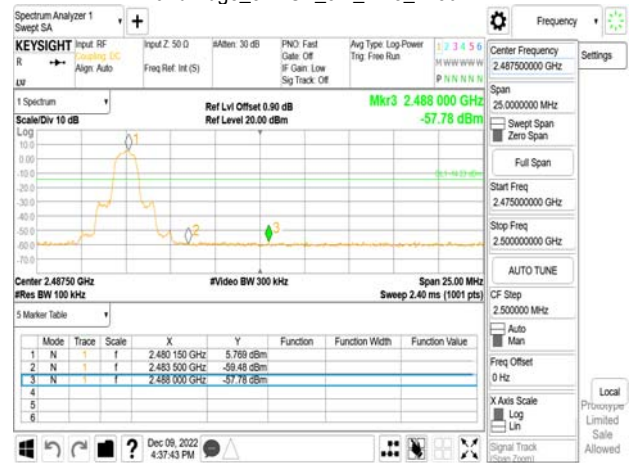 Spectrum Analyzer 1
Swept SA
Frequency
KEYSIGHT Input: RF Input Z: 50 Ω #Atten: 30 dB PNO: Fast Avg Type: Log-Power 1 2 3 4 5 6
R Coupling: DC Gate: Off Trig: Free Run M W W W W W
Align: Auto Freq Ref: Int (S) IF Gain: Low
Sig Track: Off P N N N N N
LW
1 Spectrum
Ref Lvl Offset 0.90 dB Mkr3 2.488 000 GHz
Scale/Div 10 dB Ref Level 20.00 dBm -57.78 dBm
Log
10.0
0.00
-10.0
-20.0
-30.0
-40.0
-50.0
-60.0
-70.0
1
2
3
Center 2.48750 GHz #Video BW 300 kHz Span 25.00 MHz
#Res BW 100 kHz Sweep 2.40 ms (1001 pts)
5 Marker Table
Mode Trace Scale X Y Function Function Width Function Value
1 N 1 f 2.480 150 GHz 5.769 dBm
2 N 1 f 2.483 500 GHz -59.48 dBm
3 N 1 f 2.488 000 GHz -57.78 dBm
4
5
6
Dec 09, 2022
4:37:43 PM
Center Frequency
2.487500000 GHz
Settings
Span
25.0000000 MHz
Swept Span
Zero Span
Full Span
Start Freq
2.475000000 GHz
Stop Freq
2.500000000 GHz
AUTO TUNE
CF Step
2.500000 MHz
Auto
Man
Freq Offset
0 Hz
X Axis Scale
Log
Lin
Signal Track
(Span Zoom)
Local
Prototype
Limited
Sale
Allowed